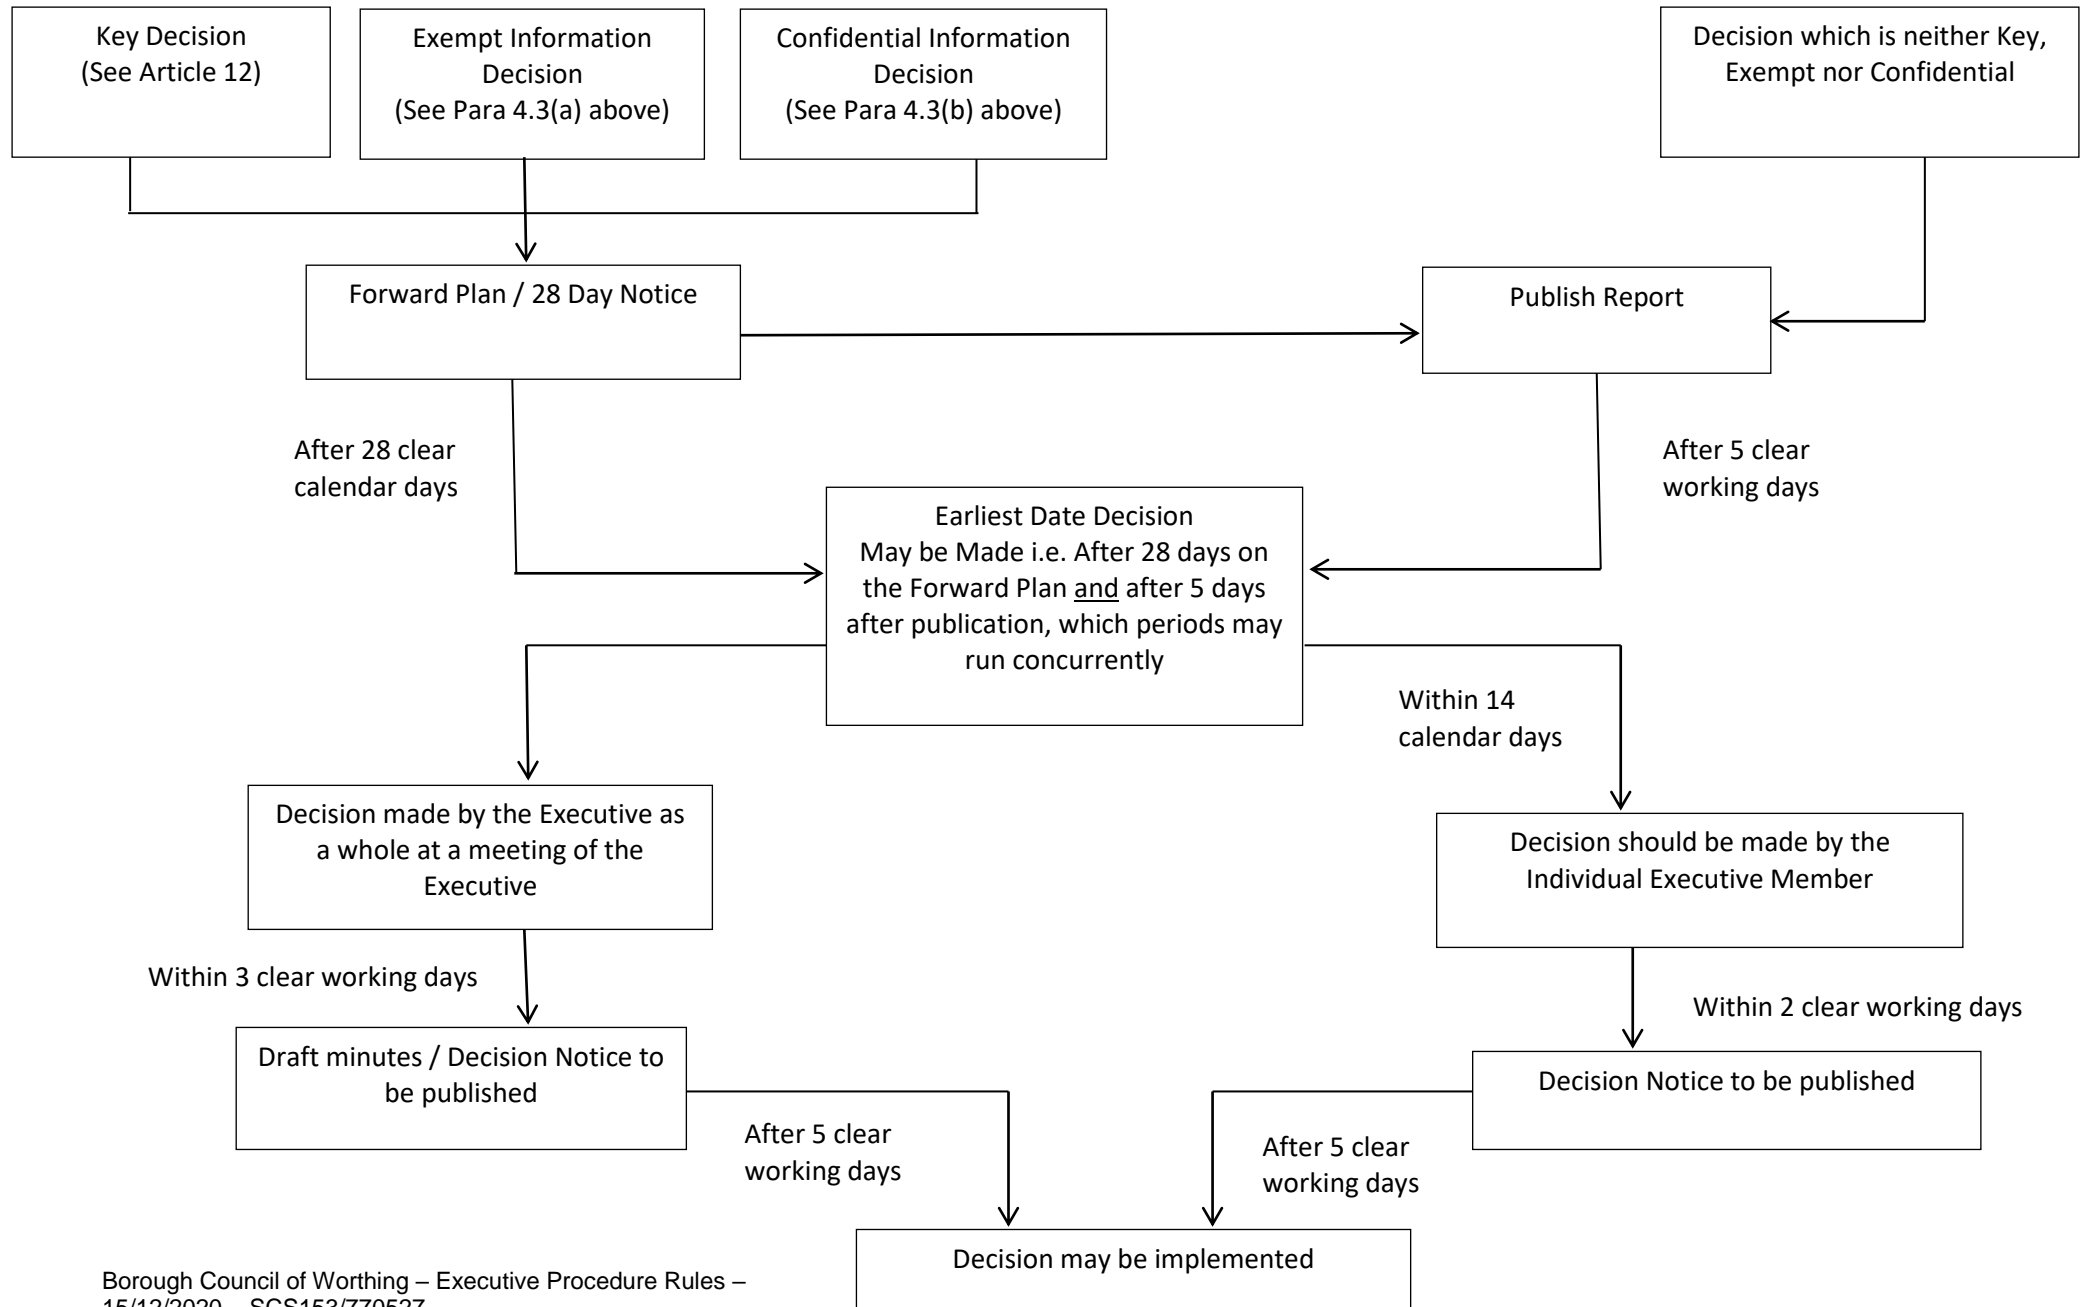 Key Decision
(See Article 12)
Exempt Information
Decision
(See Para 4.3(a) above)
Confidential Information
Decision
(See Para 4.3(b) above)
Decision which is neither Key,
Exempt nor Confidential
Forward Plan / 28 Day Notice
Publish Report
After 28 clear
calendar days
After 5 clear
working days
Earliest Date Decision
May be Made i.e. After 28 days on
the Forward Plan and after 5 days
after publication, which periods may
run concurrently
Within 14
calendar days
Decision made by the Executive as
a whole at a meeting of the
Executive
Decision should be made by the
Individual Executive Member
Within 3 clear working days
Within 2 clear working days
Draft minutes / Decision Notice to
be published
Decision Notice to be published
After 5 clear
working days
After 5 clear
working days
Decision may be implemented
Borough Council of Worthing – Executive Procedure Rules –
15/12/2020 – SCS153/770527